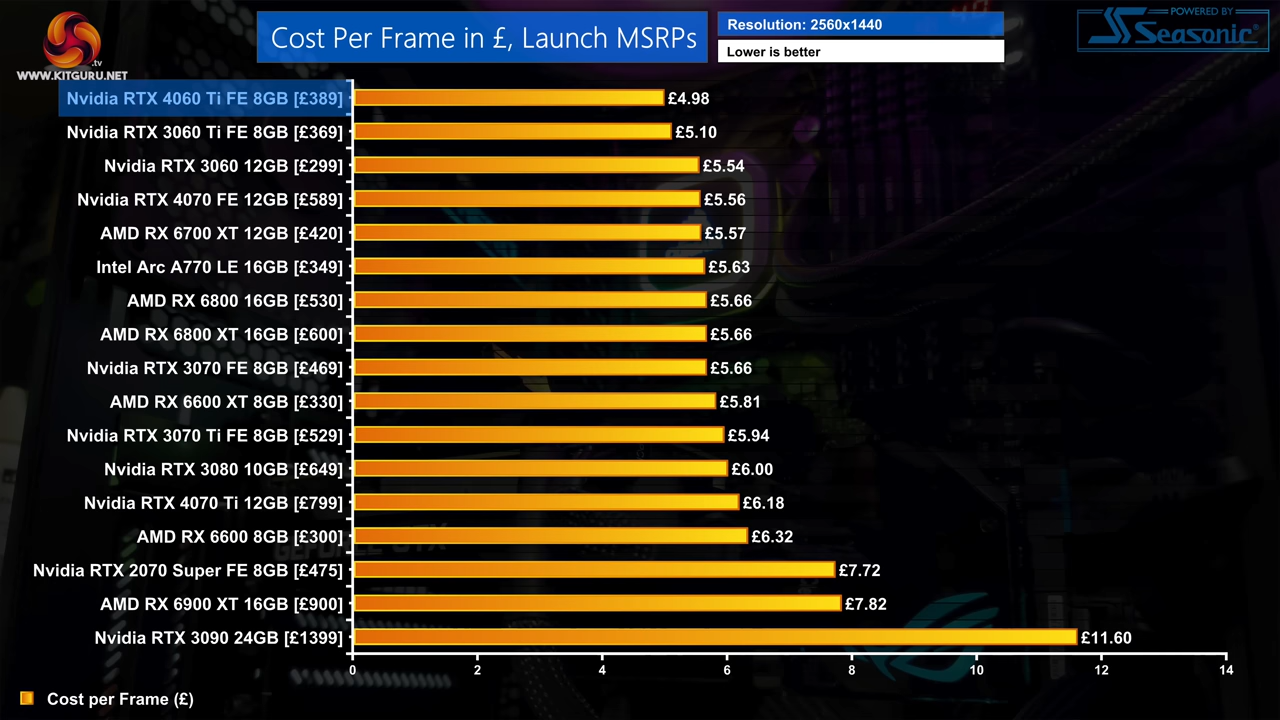 .tv
WWW.KITGURU.NET
Cost Per Frame in £, Launch MSRPs
Resolution: 2560x1440
Lower is better
POWERED BY
Seasonic
Nvidia RTX 4060 Ti FE 8GB [£389] £4.98
Nvidia RTX 3060 Ti FE 8GB [£369] £5.10
Nvidia RTX 3060 12GB [£299] £5.54
Nvidia RTX 4070 FE 12GB [£589] £5.56
AMD RX 6700 XT 12GB [£420] £5.57
Intel Arc A770 LE 16GB [£349] £5.63
AMD RX 6800 16GB [£530] £5.66
AMD RX 6800 XT 16GB [£600] £5.66
Nvidia RTX 3070 FE 8GB [£469] £5.66
AMD RX 6600 XT 8GB [£330] £5.81
Nvidia RTX 3070 Ti FE 8GB [£529] £5.94
Nvidia RTX 3080 10GB [£649] £6.00
Nvidia RTX 4070 Ti 12GB [£799] £6.18
AMD RX 6600 8GB [£300] £6.32
Nvidia RTX 2070 Super FE 8GB [£475] £7.72
AMD RX 6900 XT 16GB [£900] £7.82
Nvidia RTX 3090 24GB [£1399] £11.60
0 2 4 6 8 10 12 14
Cost per Frame (£)